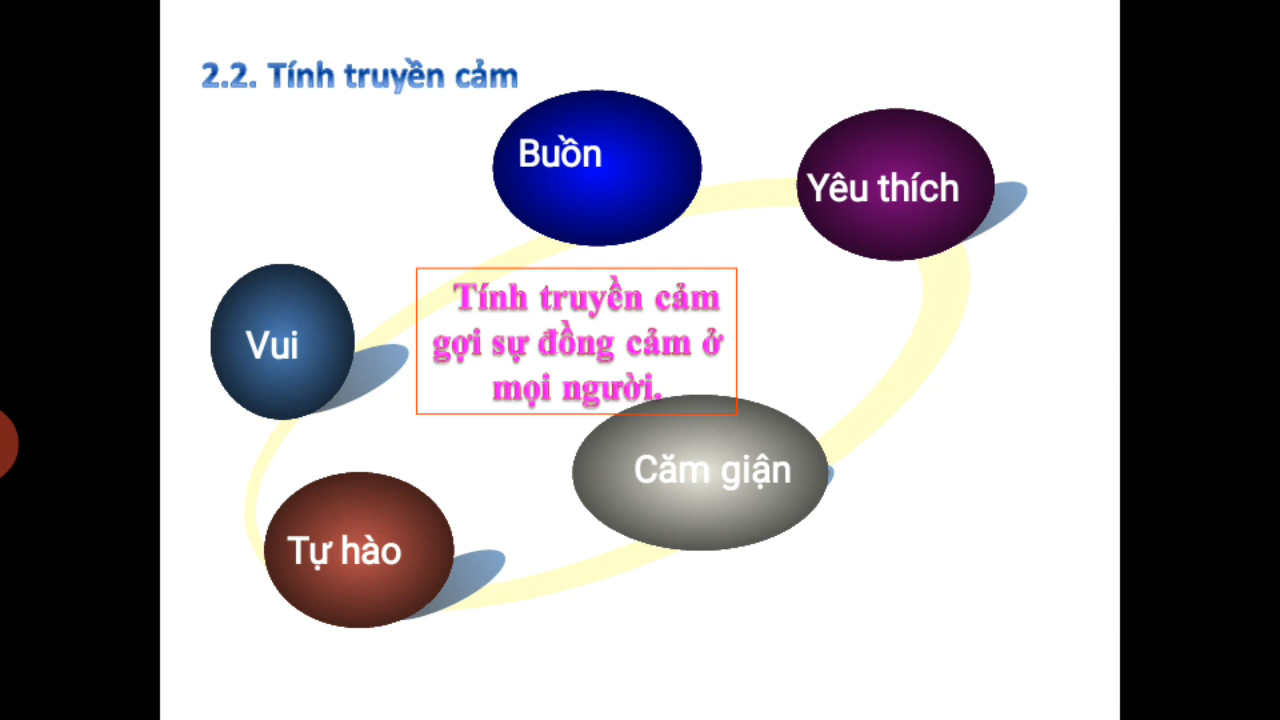 2.2. Tính truyền cảm
Buồn
Yêu thích
Vui
Tính truyền cảm
gợi sự đồng cảm ở
mọi người.
Căm giận
Tự hào